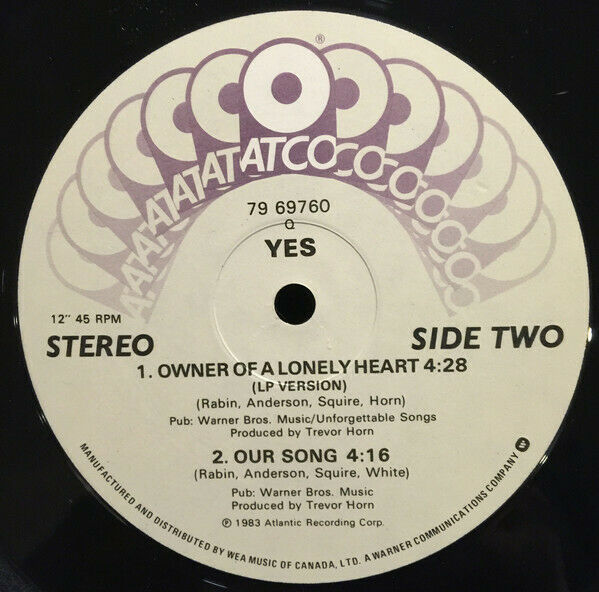 ®
ATCO
79 69760
Q
YES
12" 45 RPM
STEREO
SIDE TWO
1. OWNER OF A LONELY HEART 4:28
(LP VERSION)
(Rabin, Anderson, Squire, Horn)
Pub: Warner Bros. Music/Unforgettable Songs
Produced by Trevor Horn
2. OUR SONG 4:16
(Rabin, Anderson, Squire, White)
Pub: Warner Bros. Music
Produced by Trevor Horn
℗ 1983 Atlantic Recording Corp.
MANUFACTURED AND DISTRIBUTED BY WEA MUSIC OF CANADA, LTD. A WARNER COMMUNICATIONS COMPANY